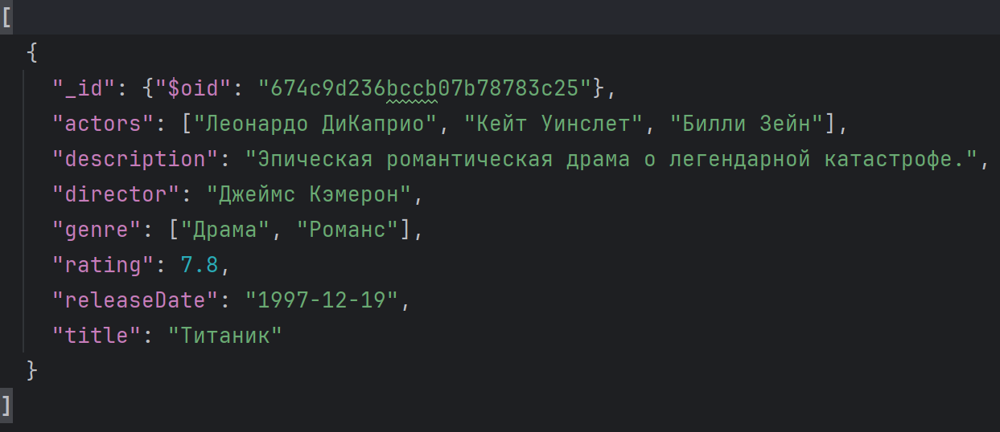 [
{
"_id": {"$oid": "674c9d236bccb07b78783c25"},
"actors": ["Леонардо ДиКаприо", "Кейт Уинслет", "Билли Зейн"],
"description": "Эпическая романтическая драма о легендарной катастрофе.",
"director": "Джеймс Кэмерон",
"genre": ["Драма", "Романс"],
"rating": 7.8,
"releaseDate": "1997-12-19",
"title": "Титаник"
}
]